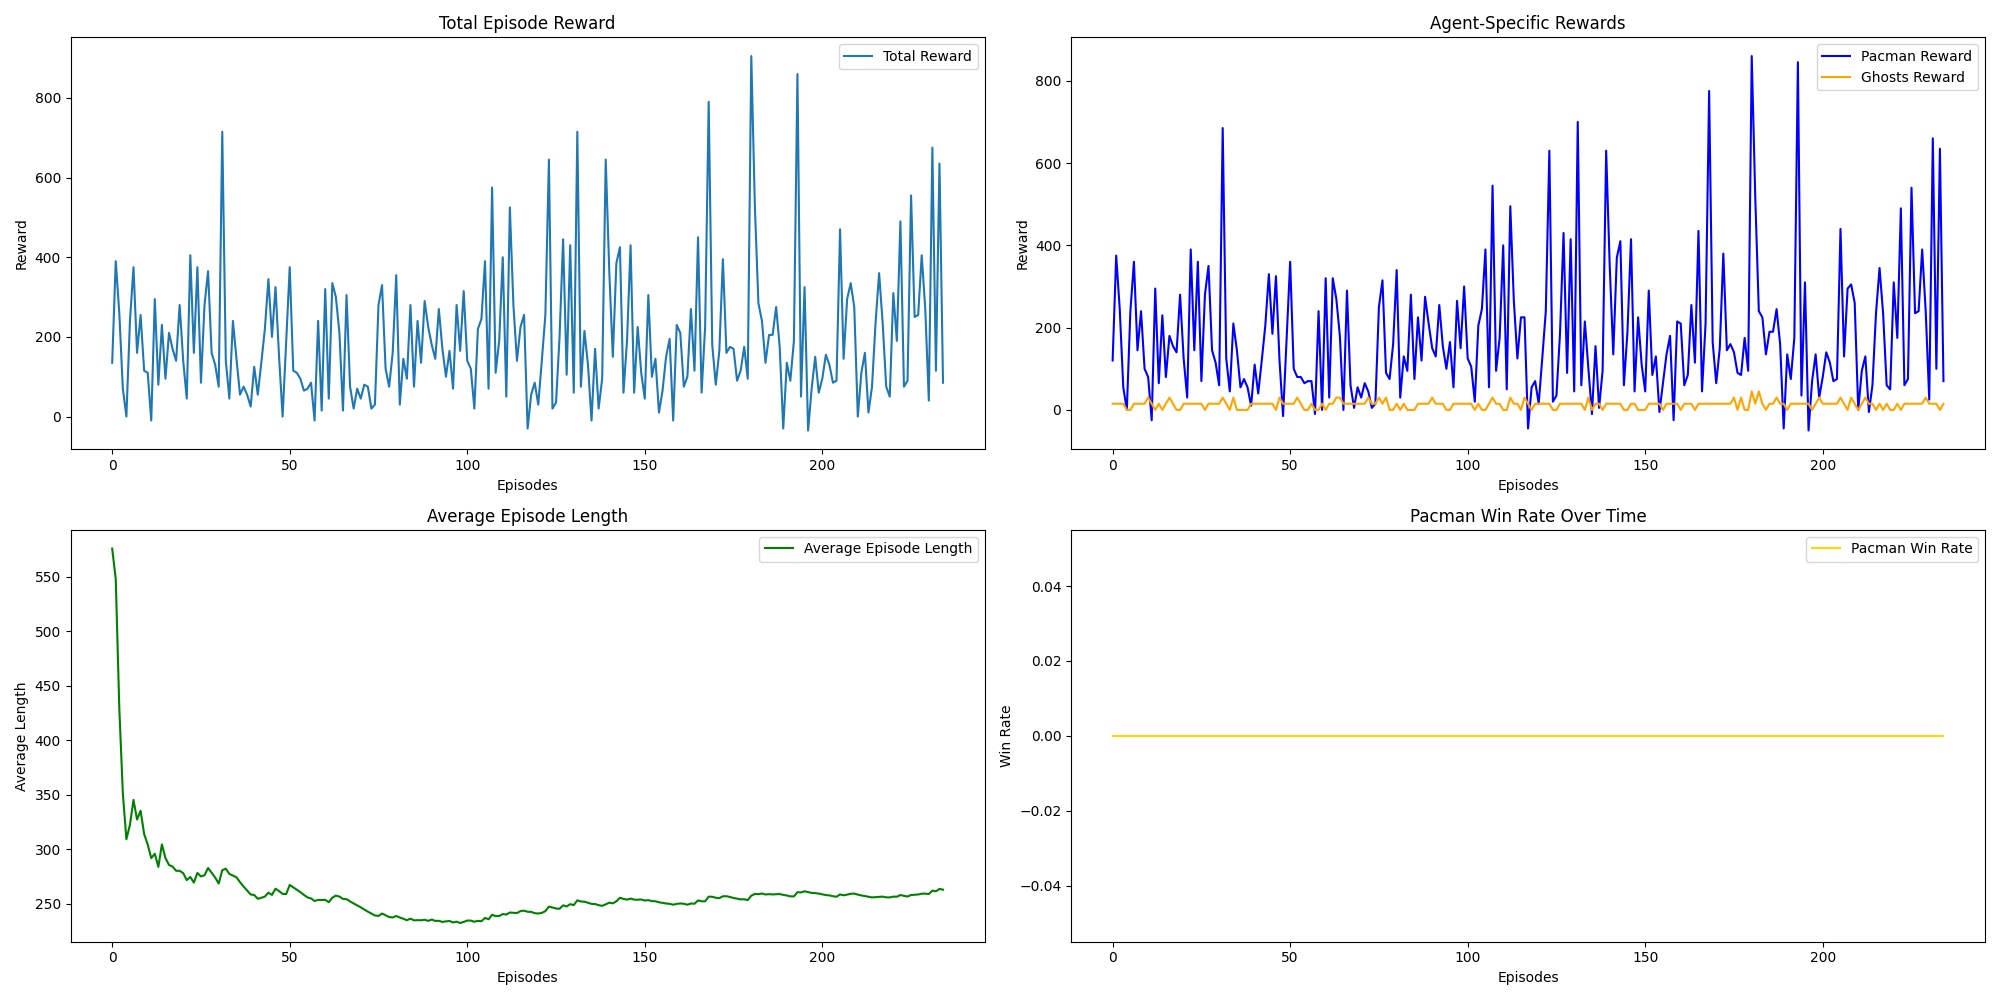 Total Episode Reward
Total Reward
Reward
800
600
400
200
0
0 50 100 150 200
Episodes
Agent-Specific Rewards
Pacman Reward
Ghosts Reward
Reward
800
600
400
200
0
0 50 100 150 200
Episodes
Average Episode Length
Average Episode Length
Average Length
550
500
450
400
350
300
250
0 50 100 150 200
Episodes
Pacman Win Rate Over Time
Pacman Win Rate
Win Rate
0.04
0.02
0.00
−0.02
−0.04
0 50 100 150 200
Episodes